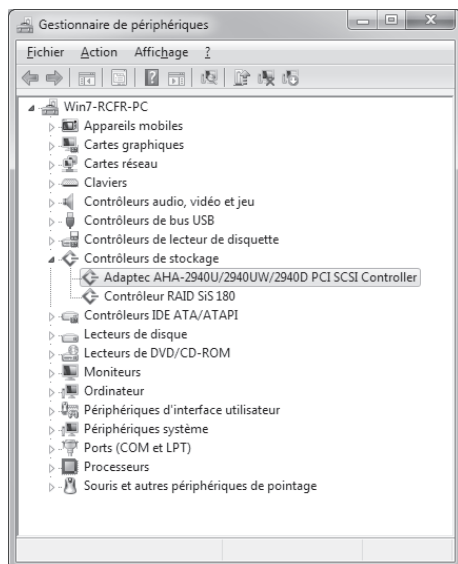 Gestionnaire de périphériques
Fichier Action Affichage ?
Win7-RCFR-PC
Appareils mobiles
Cartes graphiques
Cartes réseau
Claviers
Contrôleurs audio, vidéo et jeu
Contrôleurs de bus USB
Contrôleurs de lecteur de disquette
Contrôleurs de stockage
Adaptec AHA-2940U/2940UW/2940D PCI SCSI Controller
Contrôleur RAID SiS 180
Contrôleurs IDE ATA/ATAPI
Lecteurs de disque
Lecteurs de DVD/CD-ROM
Moniteurs
Ordinateur
Périphériques d'interface utilisateur
Périphériques système
Ports (COM et LPT)
Processeurs
Souris et autres périphériques de pointage